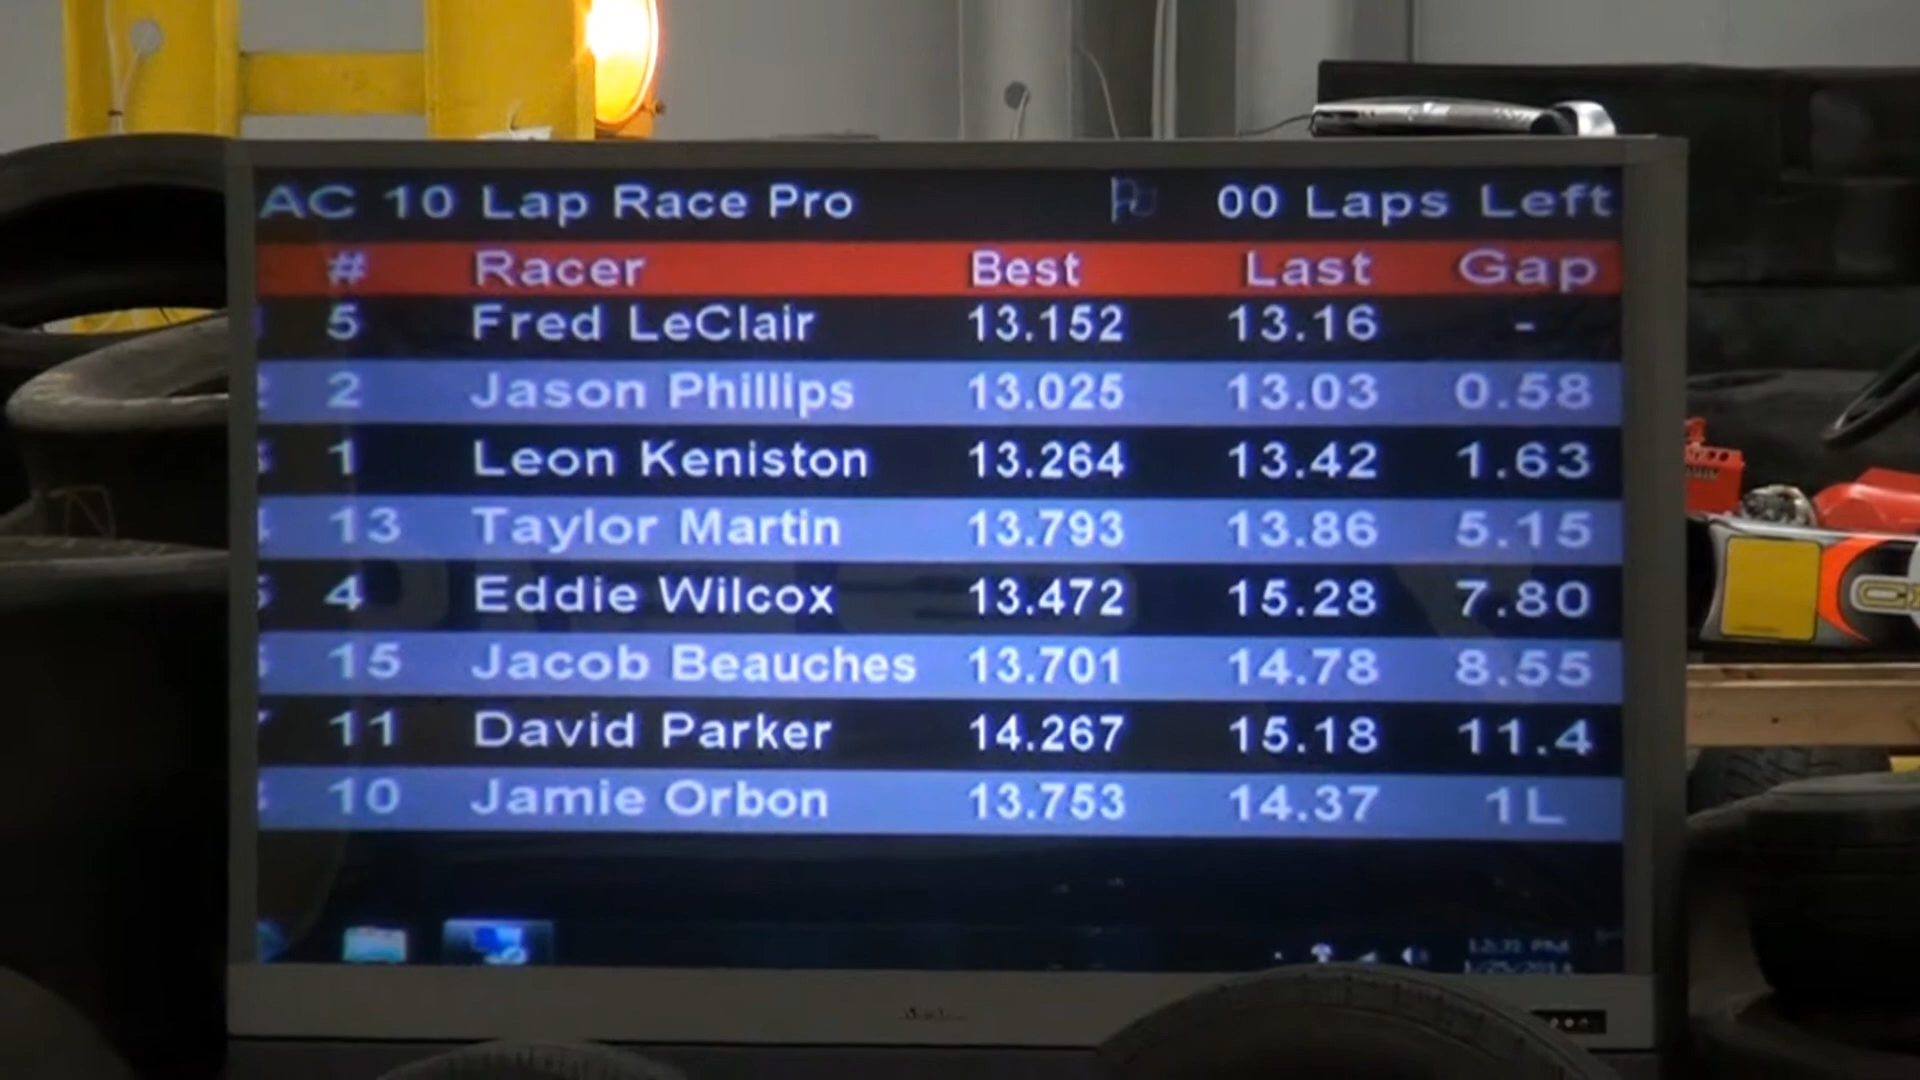 AC 10 Lap Race Pro 00 Laps Left
# Racer Best Last Gap
5 Fred LeClair 13.152 13.16 -
2 Jason Phillips 13.025 13.03 0.58
1 Leon Keniston 13.264 13.42 1.63
13 Taylor Martin 13.793 13.86 5.15
4 Eddie Wilcox 13.472 15.28 7.80
15 Jacob Beauches 13.701 14.78 8.55
11 David Parker 14.267 15.18 11.4
10 Jamie Orbon 13.753 14.37 1L